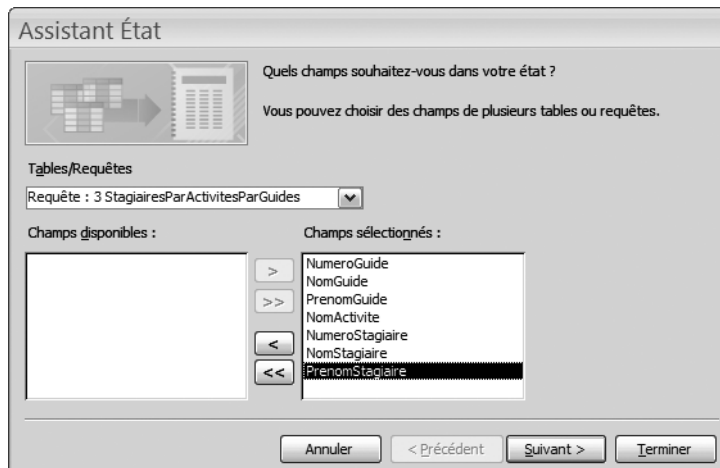 Assistant État
Quels champs souhaitez-vous dans votre état ?
Vous pouvez choisir des champs de plusieurs tables ou requêtes.
Tables/Requêtes
Requête : 3 StagiairesParActivitesParGuides
Champs disponibles :
Champs sélectionnés :
>
>>
<
<<
NumeroGuide
NomGuide
PrenomGuide
NomActivite
NumeroStagiaire
NomStagiaire
PrenomStagiaire
Annuler
< Précédent
Suivant >
Terminer